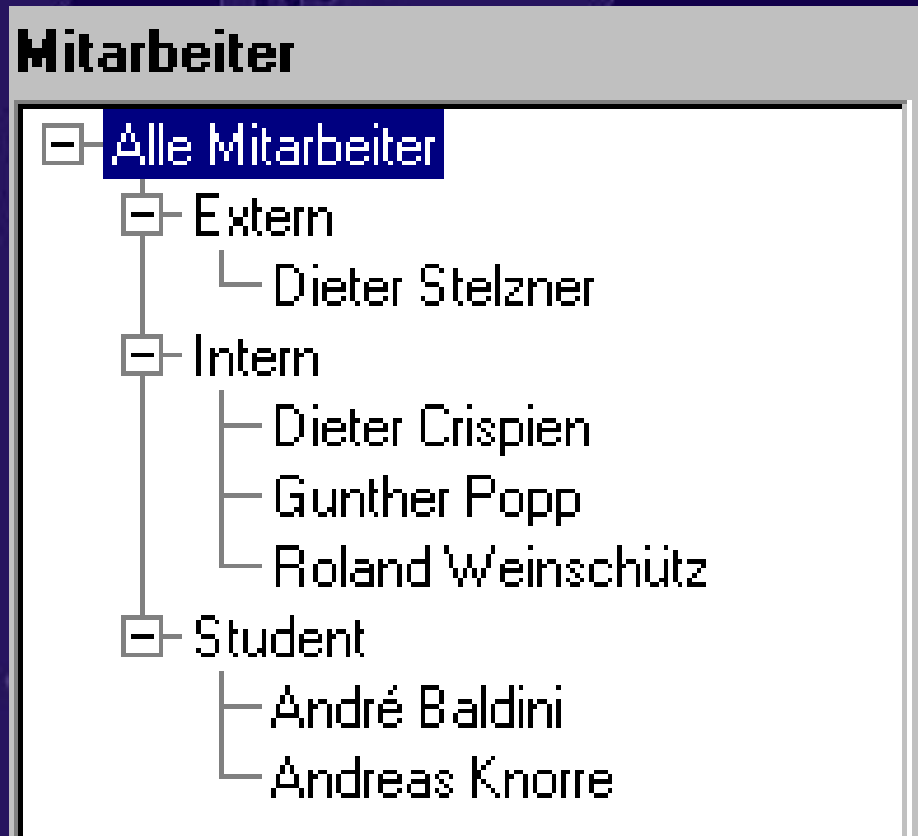 Mitarbeiter
Alle Mitarbeiter
Extern
Dieter Stelzner
Intern
Dieter Crispien
Gunther Popp
Roland Weinschütz
Student
André Baldini
Andreas Knorre